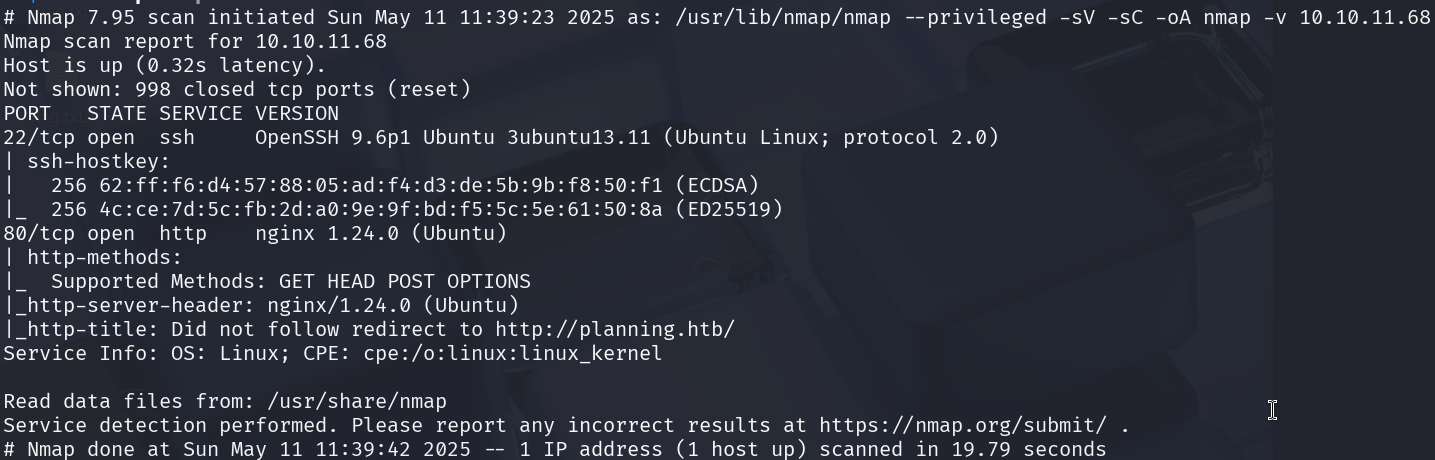 # Nmap 7.95 scan initiated Sun May 11 11:39:23 2025 as: /usr/lib/nmap/nmap --privileged -sV -sC -oA nmap -v 10.10.11.68
Nmap scan report for 10.10.11.68
Host is up (0.32s latency).
Not shown: 998 closed tcp ports (reset)
PORT   STATE SERVICE VERSION
22/tcp open  ssh     OpenSSH 9.6p1 Ubuntu 3ubuntu13.11 (Ubuntu Linux; protocol 2.0)
| ssh-hostkey:
|   256 62:ff:f6:d4:57:88:05:ad:f4:d3:de:5b:9b:f8:50:f1 (ECDSA)
|_  256 4c:ce:7d:5c:fb:2d:a0:9e:9f:bd:f5:5c:5e:61:50:8a (ED25519)
80/tcp open  http    nginx 1.24.0 (Ubuntu)
| http-methods:
|_  Supported Methods: GET HEAD POST OPTIONS
|_http-server-header: nginx/1.24.0 (Ubuntu)
|_http-title: Did not follow redirect to http://planning.htb/
Service Info: OS: Linux; CPE: cpe:/o:linux:linux_kernel

Read data files from: /usr/share/nmap
Service detection performed. Please report any incorrect results at https://nmap.org/submit/ .
# Nmap done at Sun May 11 11:39:42 2025 -- 1 IP address (1 host up) scanned in 19.79 seconds